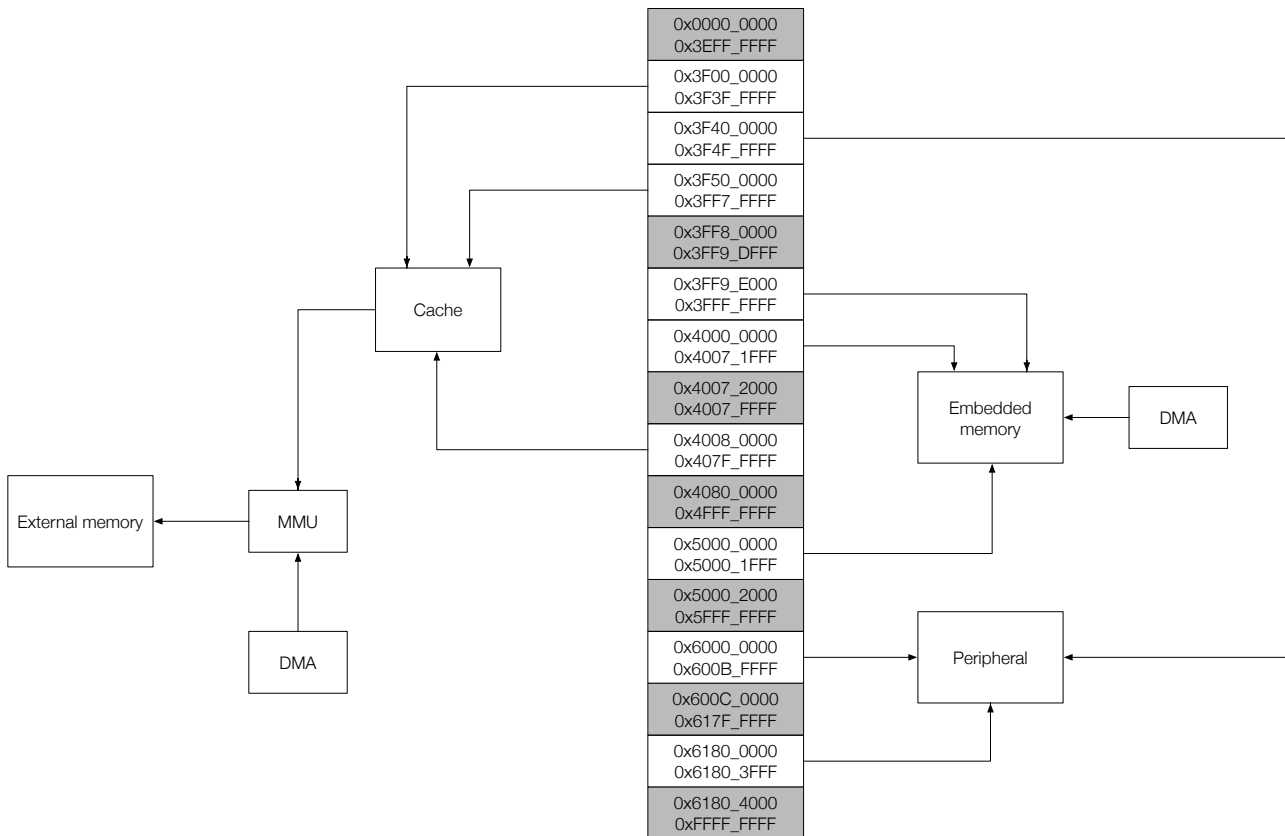 0x0000_0000
0x3EFF_FFFF
0x3F00_0000
0x3F3F_FFFF
0x3F40_0000
0x3F4F_FFFF
0x3F50_0000
0x3FF7_FFFF
0x3FF8_0000
0x3FF9_DFFF
0x3FF9_E000
0x3FFF_FFFF
0x4000_0000
0x4007_1FFF
0x4007_2000
0x4007_FFFF
0x4008_0000
0x407F_FFFF
0x4080_0000
0x4FFF_FFFF
0x5000_0000
0x5000_1FFF
0x5000_2000
0x5FFF_FFFF
0x6000_0000
0x600B_FFFF
0x600C_0000
0x617F_FFFF
0x6180_0000
0x6180_3FFF
0x6180_4000
0xFFFF_FFFF
Cache
External memory
MMU
DMA
Embedded
memory
DMA
Peripheral